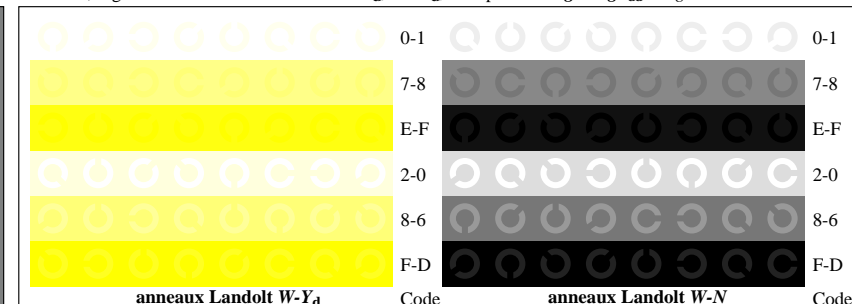 0-1 0-1
7-8 7-8
E-F E-F
2-0 2-0
8-6 8-6
F-D F-D
anneaux Landolt W-Yd Code anneaux Landolt W-N Code